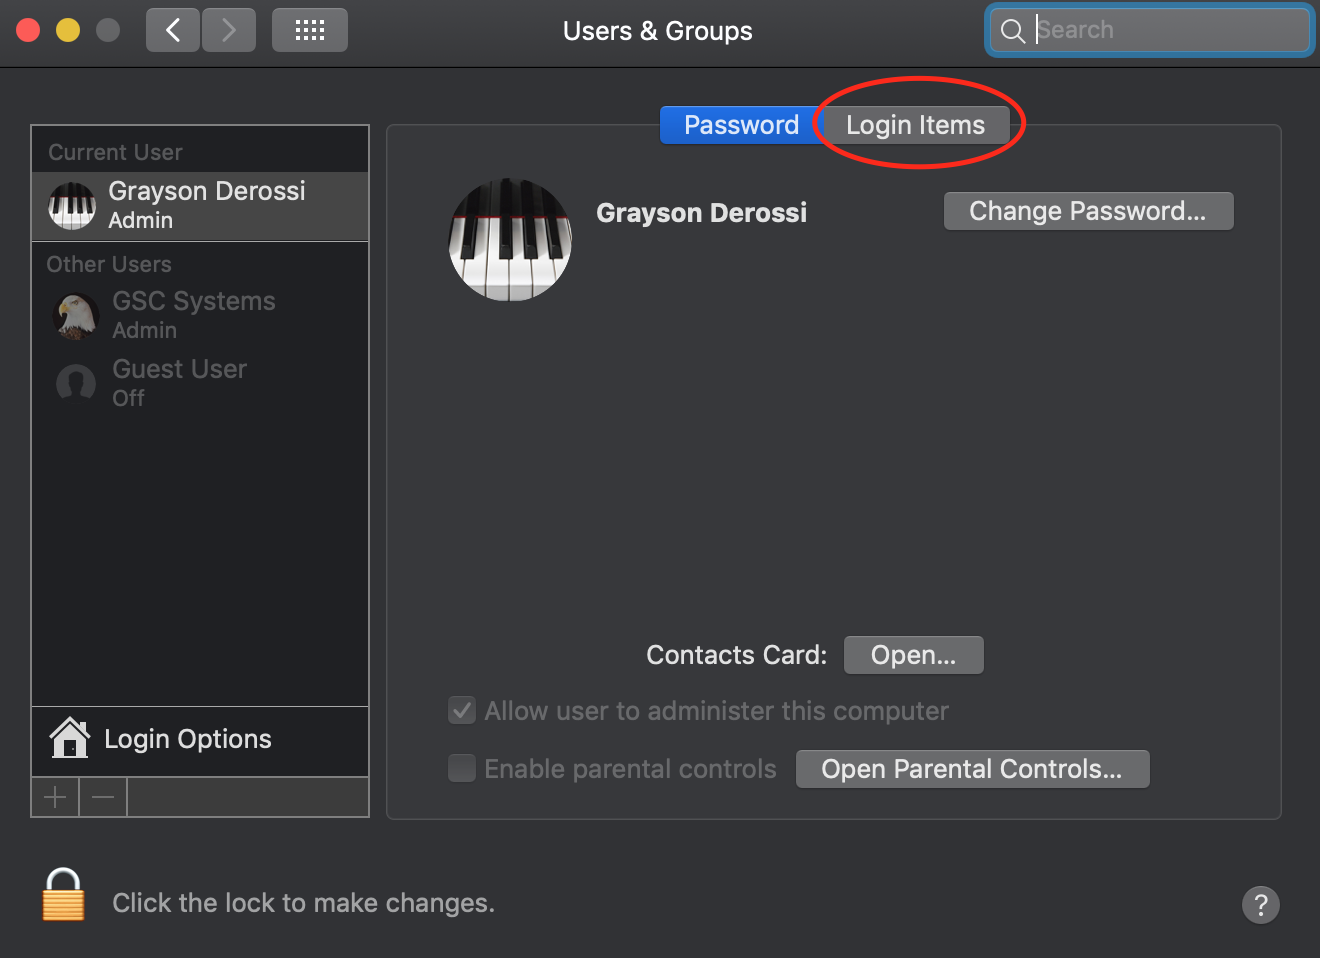 Users & Groups
Search
Password
Login Items
Current User
Grayson Derossi
Admin
Other Users
GSC Systems
Admin
Guest User
Off
Login Options
Grayson Derossi
Change Password...
Contacts Card:
Open...
Allow user to administer this computer
Enable parental controls
Open Parental Controls...
Click the lock to make changes.
?